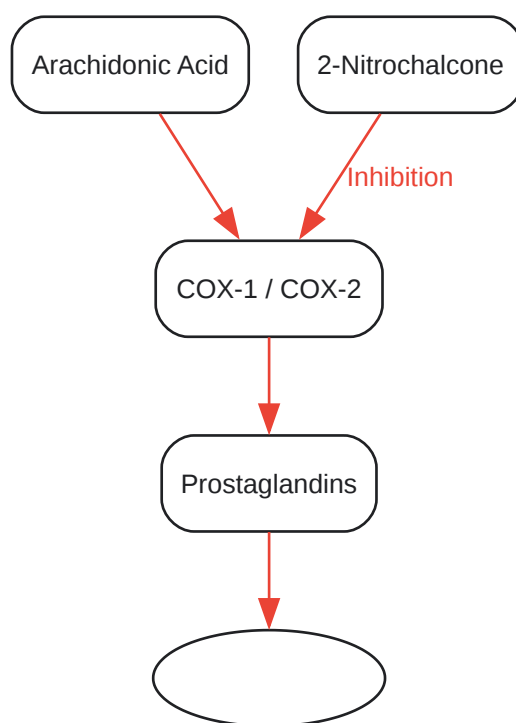 Arachidonic Acid
2-Nitrochalcone
Inhibition
COX-1 / COX-2
Prostaglandins